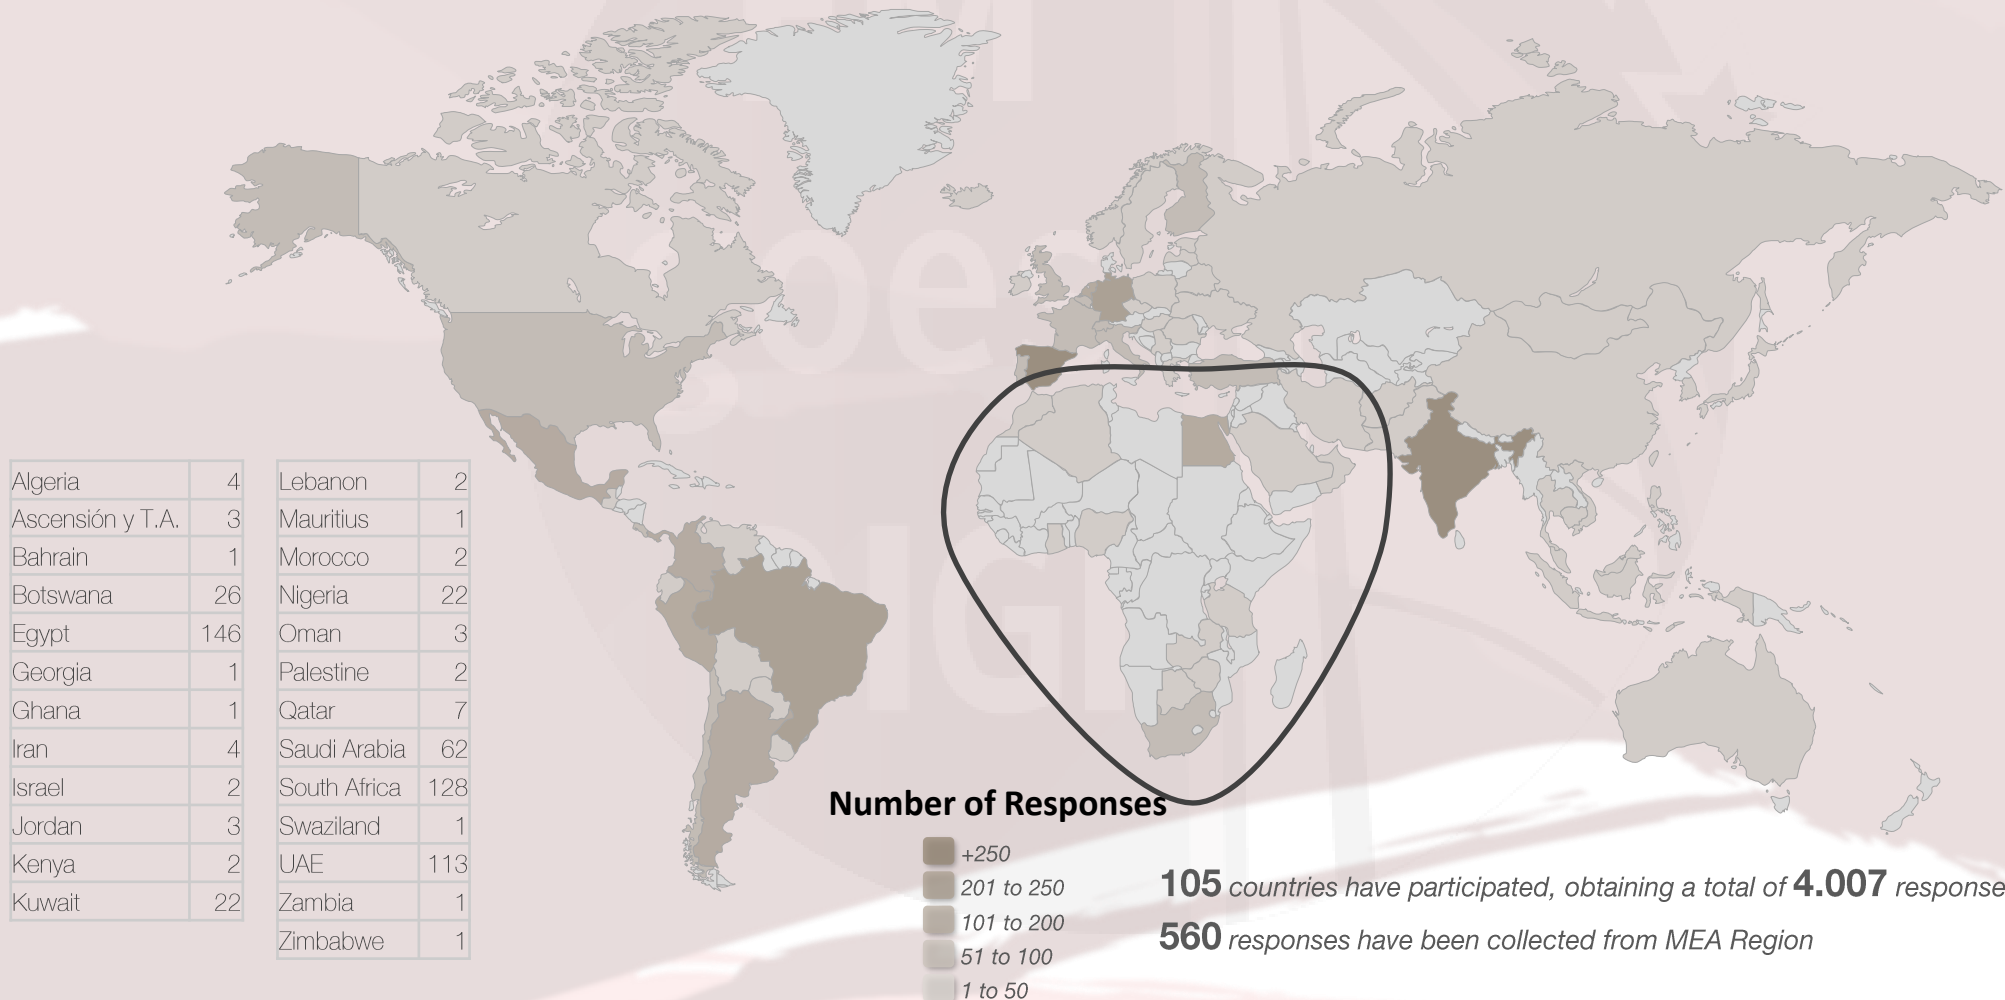 PM
goes
DIGI
Algeria 4
Ascensión y T.A. 3
Bahrain 1
Botswana 26
Egypt 146
Georgia 1
Ghana 1
Iran 4
Israel 2
Jordan 3
Kenya 2
Kuwait 22
Lebanon 2
Mauritius 1
Morocco 2
Nigeria 22
Oman 3
Palestine 2
Qatar 7
Saudi Arabia 62
South Africa 128
Swaziland 1
UAE 113
Zambia 1
Zimbabwe 1
Number of Responses
+250
201 to 250
101 to 200
51 to 100
1 to 50
105 countries have participated, obtaining a total of 4.007 response
560 responses have been collected from MEA Region